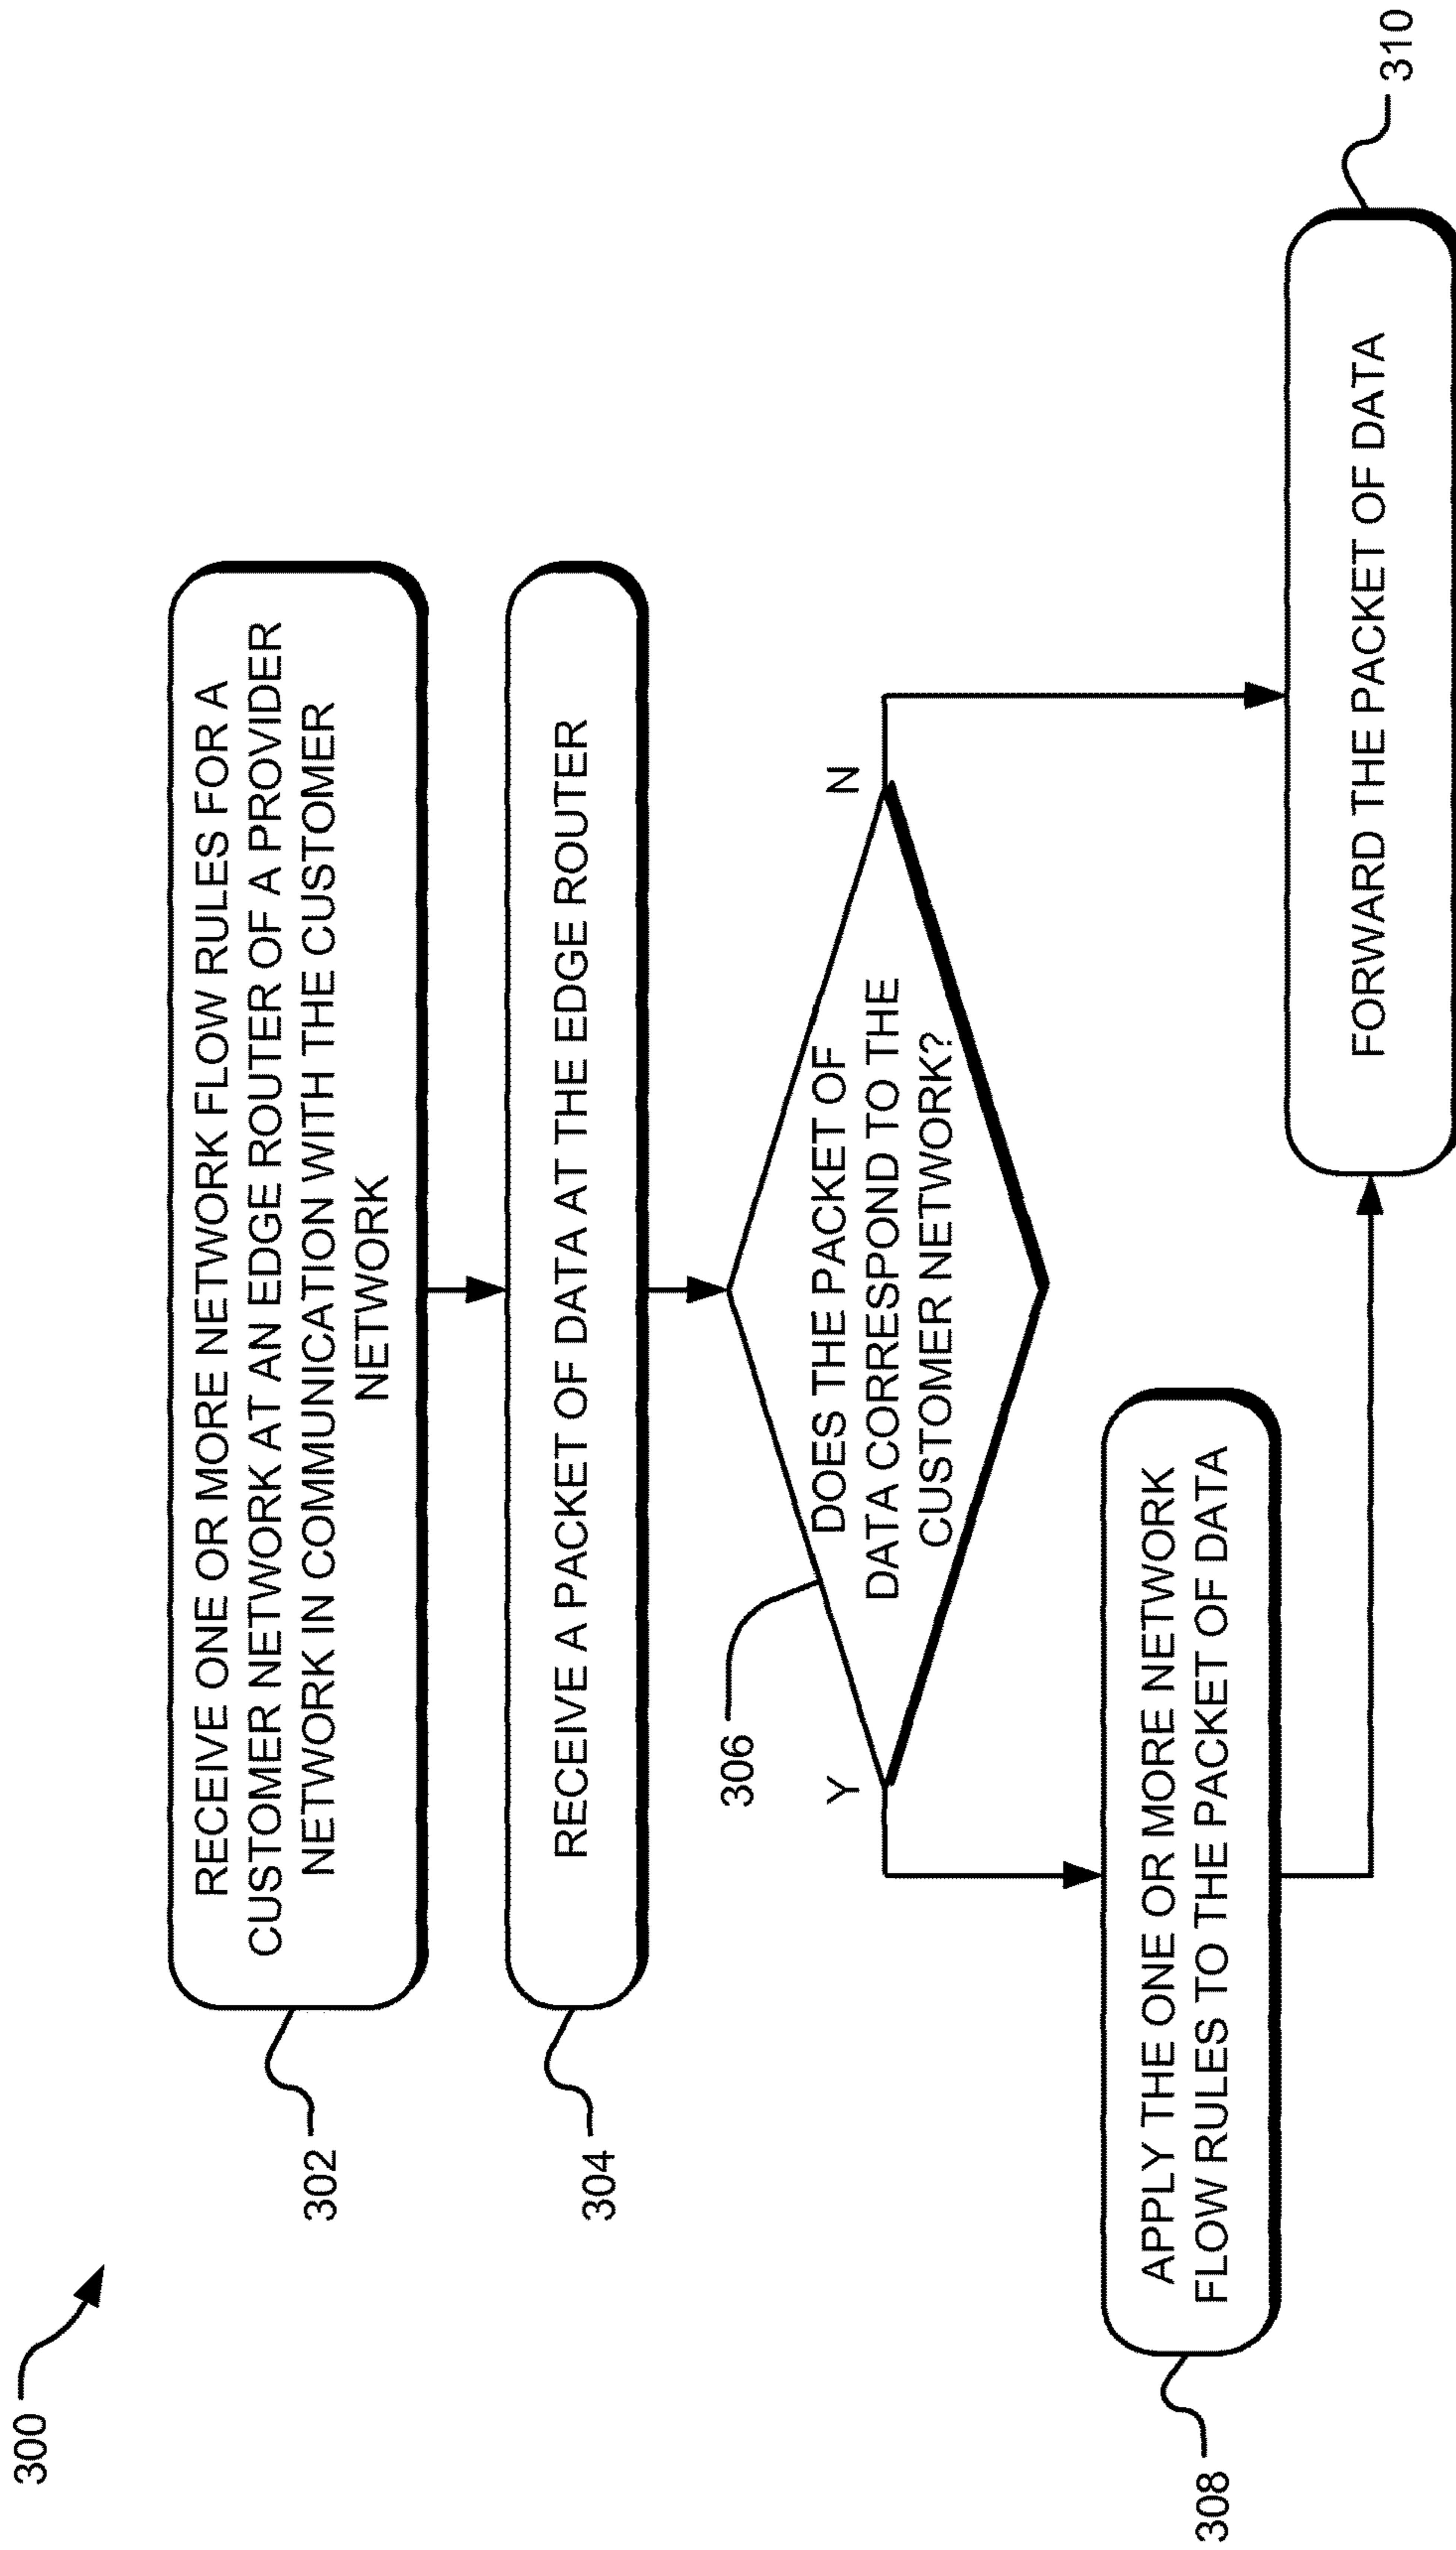 300
302
RECEIVE ONE OR MORE NETWORK FLOW RULES FOR A
CUSTOMER NETWORK AT AN EDGE ROUTER OF A PROVIDER
NETWORK IN COMMUNICATION WITH THE CUSTOMER
NETWORK
304
RECEIVE A PACKET OF DATA AT THE EDGE ROUTER
306
Y
N
DOES THE PACKET OF
DATA CORRESPOND TO THE
CUSTOMER NETWORK?
308
APPLY THE ONE OR MORE NETWORK
FLOW RULES TO THE PACKET OF DATA
FORWARD THE PACKET OF DATA
310